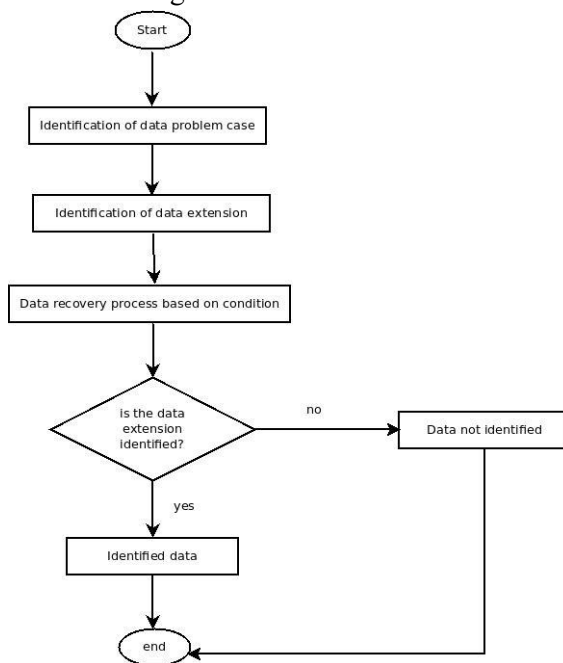 Start
Identification of data problem case
Identification of data extension
Data recovery process based on condition
is the data
extension
identified?
no
Data not identified
yes
Identified data
end